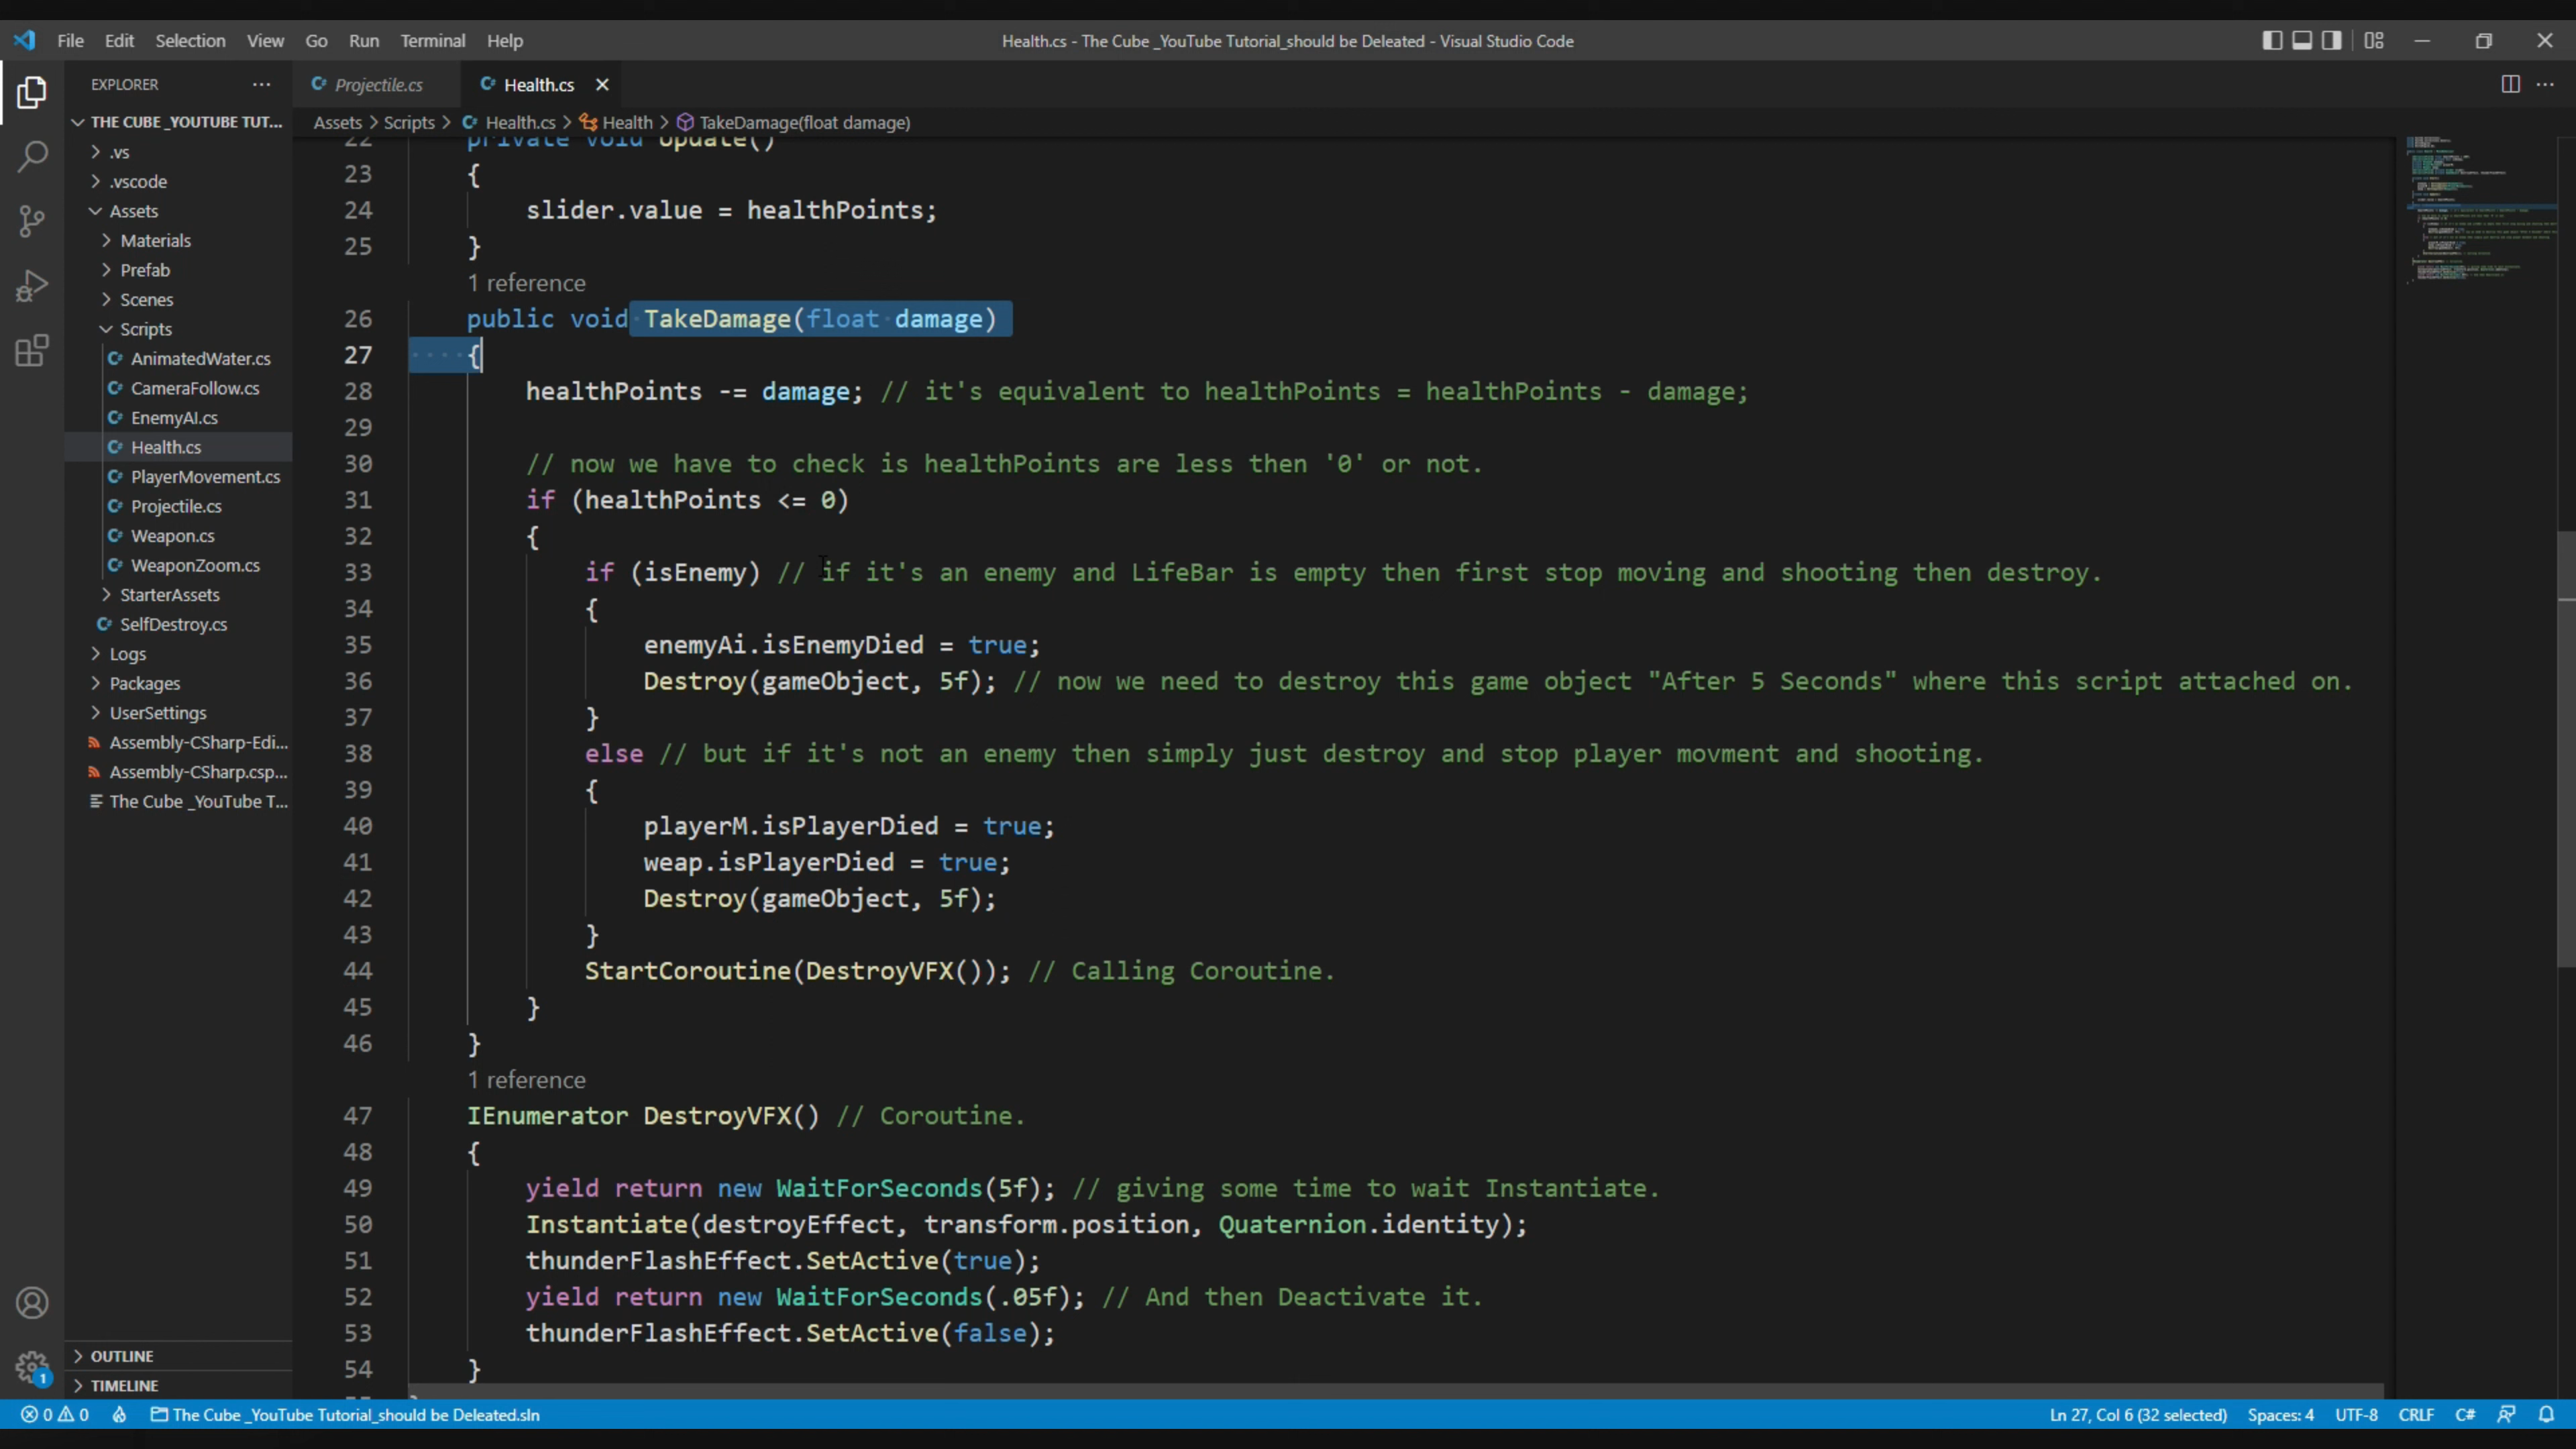 File Edit Selection View Go Run Terminal Help
Health.cs - The Cube _YouTube Tutorial_should be Deleated - Visual Studio Code
EXPLORER
THE CUBE _YOUTUBE TUT...
.vs
.vscode
Assets
Materials
Prefab
Scenes
Scripts
AnimatedWater.cs
CameraFollow.cs
EnemyAI.cs
Health.cs
PlayerMovement.cs
Projectile.cs
Weapon.cs
WeaponZoom.cs
StarterAssets
SelfDestroy.cs
Logs
Packages
UserSettings
Assembly-CSharp-Edi...
Assembly-CSharp.csp...
The Cube _YouTube T...
OUTLINE
TIMELINE
Projectile.cs Health.cs
Assets > Scripts > Health.cs > Health > TakeDamage(float damage)
22 private void Update()
23 {
24 slider.value = healthPoints;
25 }
1 reference
26 public void TakeDamage(float damage)
27 {
28 healthPoints -= damage; // it's equivalent to healthPoints = healthPoints - damage;
29
30 // now we have to check is healthPoints are less then '0' or not.
31 if (healthPoints <= 0)
32 {
33 if (isEnemy) // if it's an enemy and LifeBar is empty then first stop moving and shooting then destroy.
34 {
35 enemyAi.isEnemyDied = true;
36 Destroy(gameObject, 5f); // now we need to destroy this game object "After 5 Seconds" where this script attached on.
37 }
38 else // but if it's not an enemy then simply just destroy and stop player movment and shooting.
39 {
40 playerM.isPlayerDied = true;
41 weap.isPlayerDied = true;
42 Destroy(gameObject, 5f);
43 }
44 StartCoroutine(DestroyVFX()); // Calling Coroutine.
45 }
46 }
1 reference
47 IEnumerator DestroyVFX() // Coroutine.
48 {
49 yield return new WaitForSeconds(5f); // giving some time to wait Instantiate.
50 Instantiate(destroyEffect, transform.position, Quaternion.identity);
51 thunderFlashEffect.SetActive(true);
52 yield return new WaitForSeconds(.05f); // And then Deactivate it.
53 thunderFlashEffect.SetActive(false);
54 }
1
0 0 The Cube _YouTube Tutorial_should be Deleated.sln
Ln 27, Col 6 (32 selected) Spaces: 4 UTF-8 CRLF C#